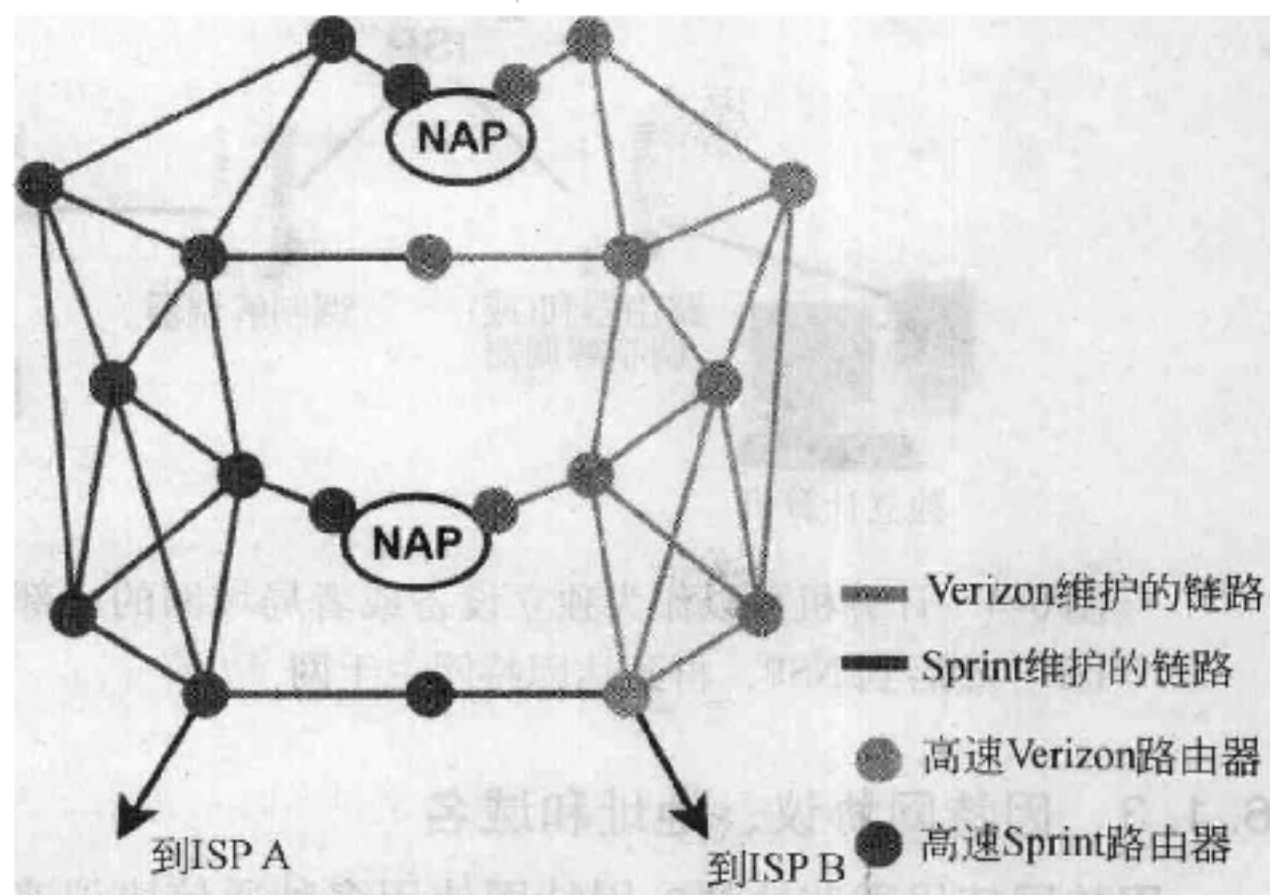 NAP
NAP
Verizon维护的链路
Sprint维护的链路
高速Verizon路由器
高速Sprint路由器
到ISP A
到ISP B